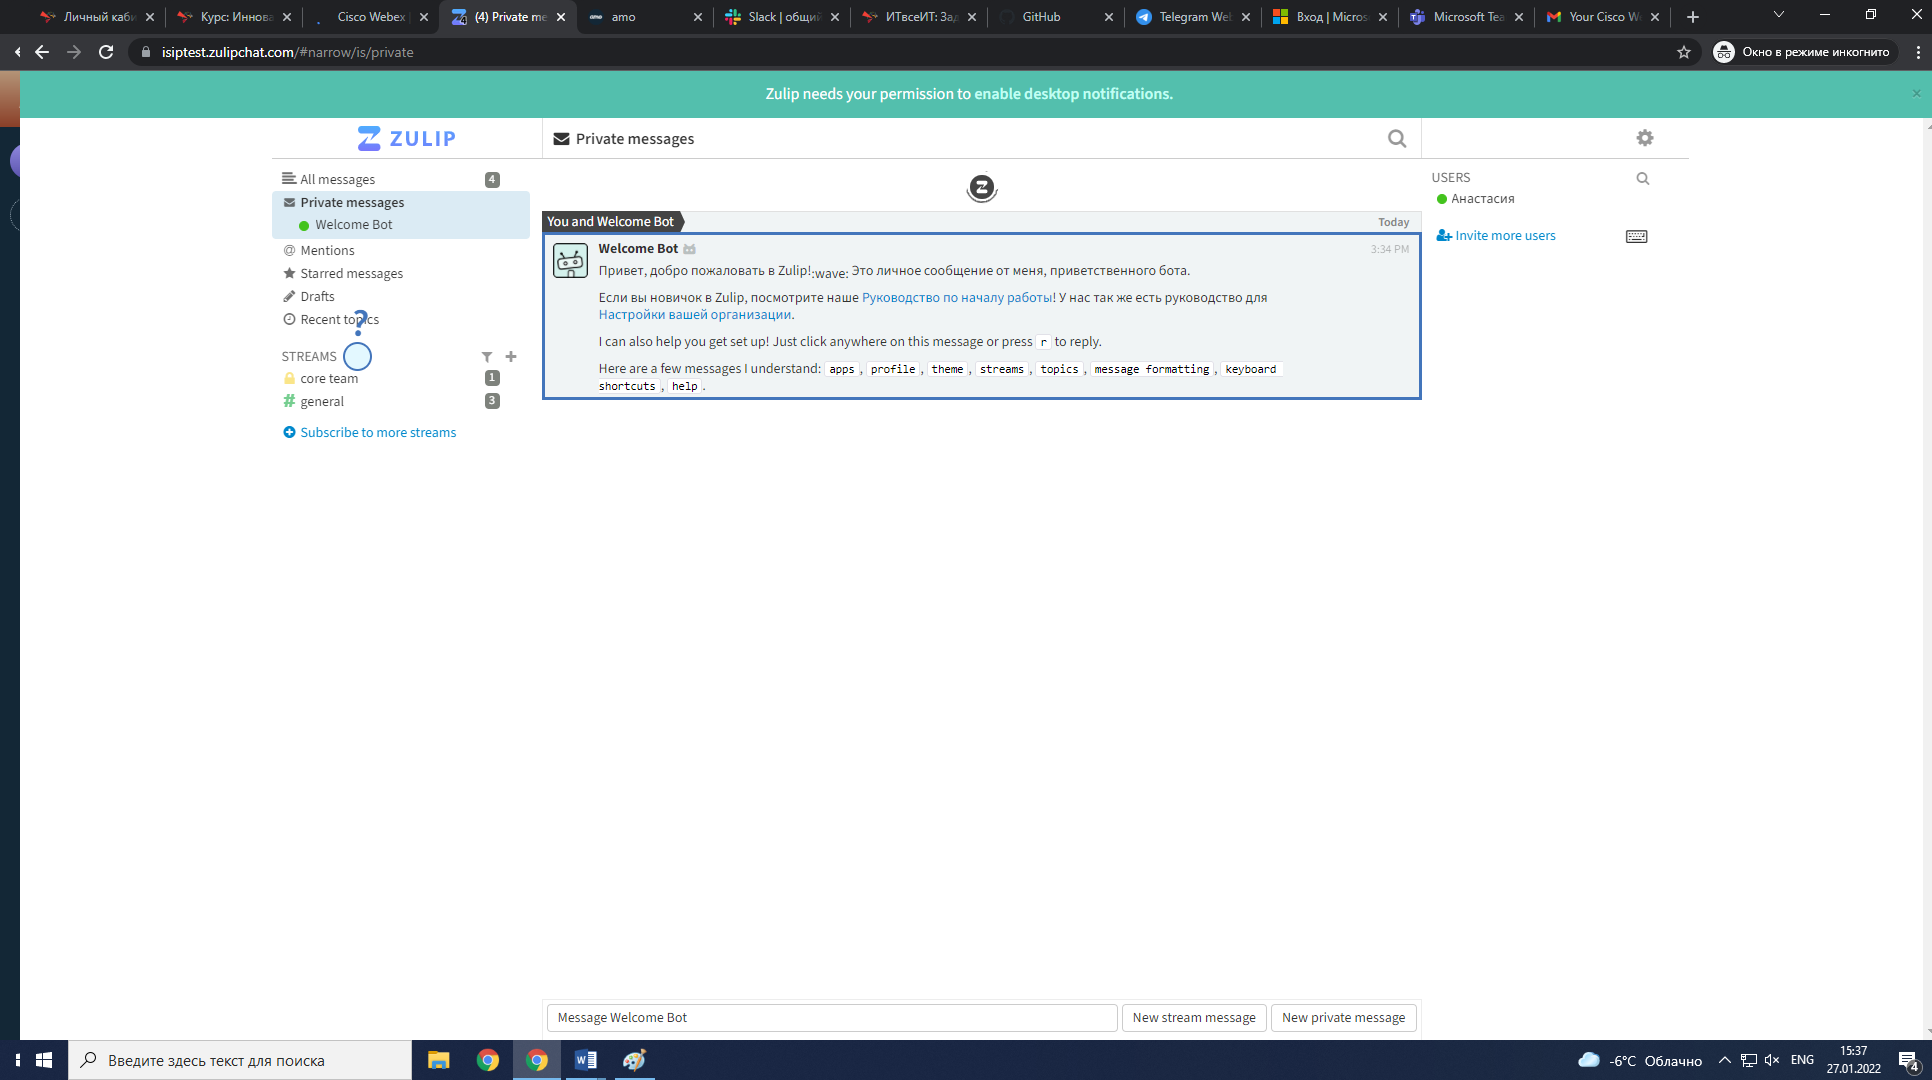 Личный каби
Курс: Иннова
Cisco Webex
(4) Private me
amo
Slack | общий
ИТвсеИТ: Зад
GitHub
Telegram Web
Вход | Micros
Microsoft Tea
Your Cisco We
isiptest.zulipchat.com/#narrow/is/private
Окно в режиме инкогнито
Zulip needs your permission to enable desktop notifications.
ZULIP
Private messages
All messages 4
Private messages
Welcome Bot
Mentions
Starred messages
Drafts
Recent topics
?
STREAMS
core team 1
general 3
Subscribe to more streams
You and Welcome Bot Today
Welcome Bot 3:34 PM
Привет, добро пожаловать в Zulip!:wave: Это личное сообщение от меня, приветственного бота.
Если вы новичок в Zulip, посмотрите наше Руководство по началу работы! У нас так же есть руководство для
Настройки вашей организации.
I can also help you get set up! Just click anywhere on this message or press r to reply.
Here are a few messages I understand: apps, profile, theme, streams, topics, message formatting, keyboard
shortcuts, help.
USERS
Анастасия
Invite more users
Message Welcome Bot
New stream message
New private message
Введите здесь текст для поиска
-6°C Облачно
ENG
15:37
27.01.2022
4